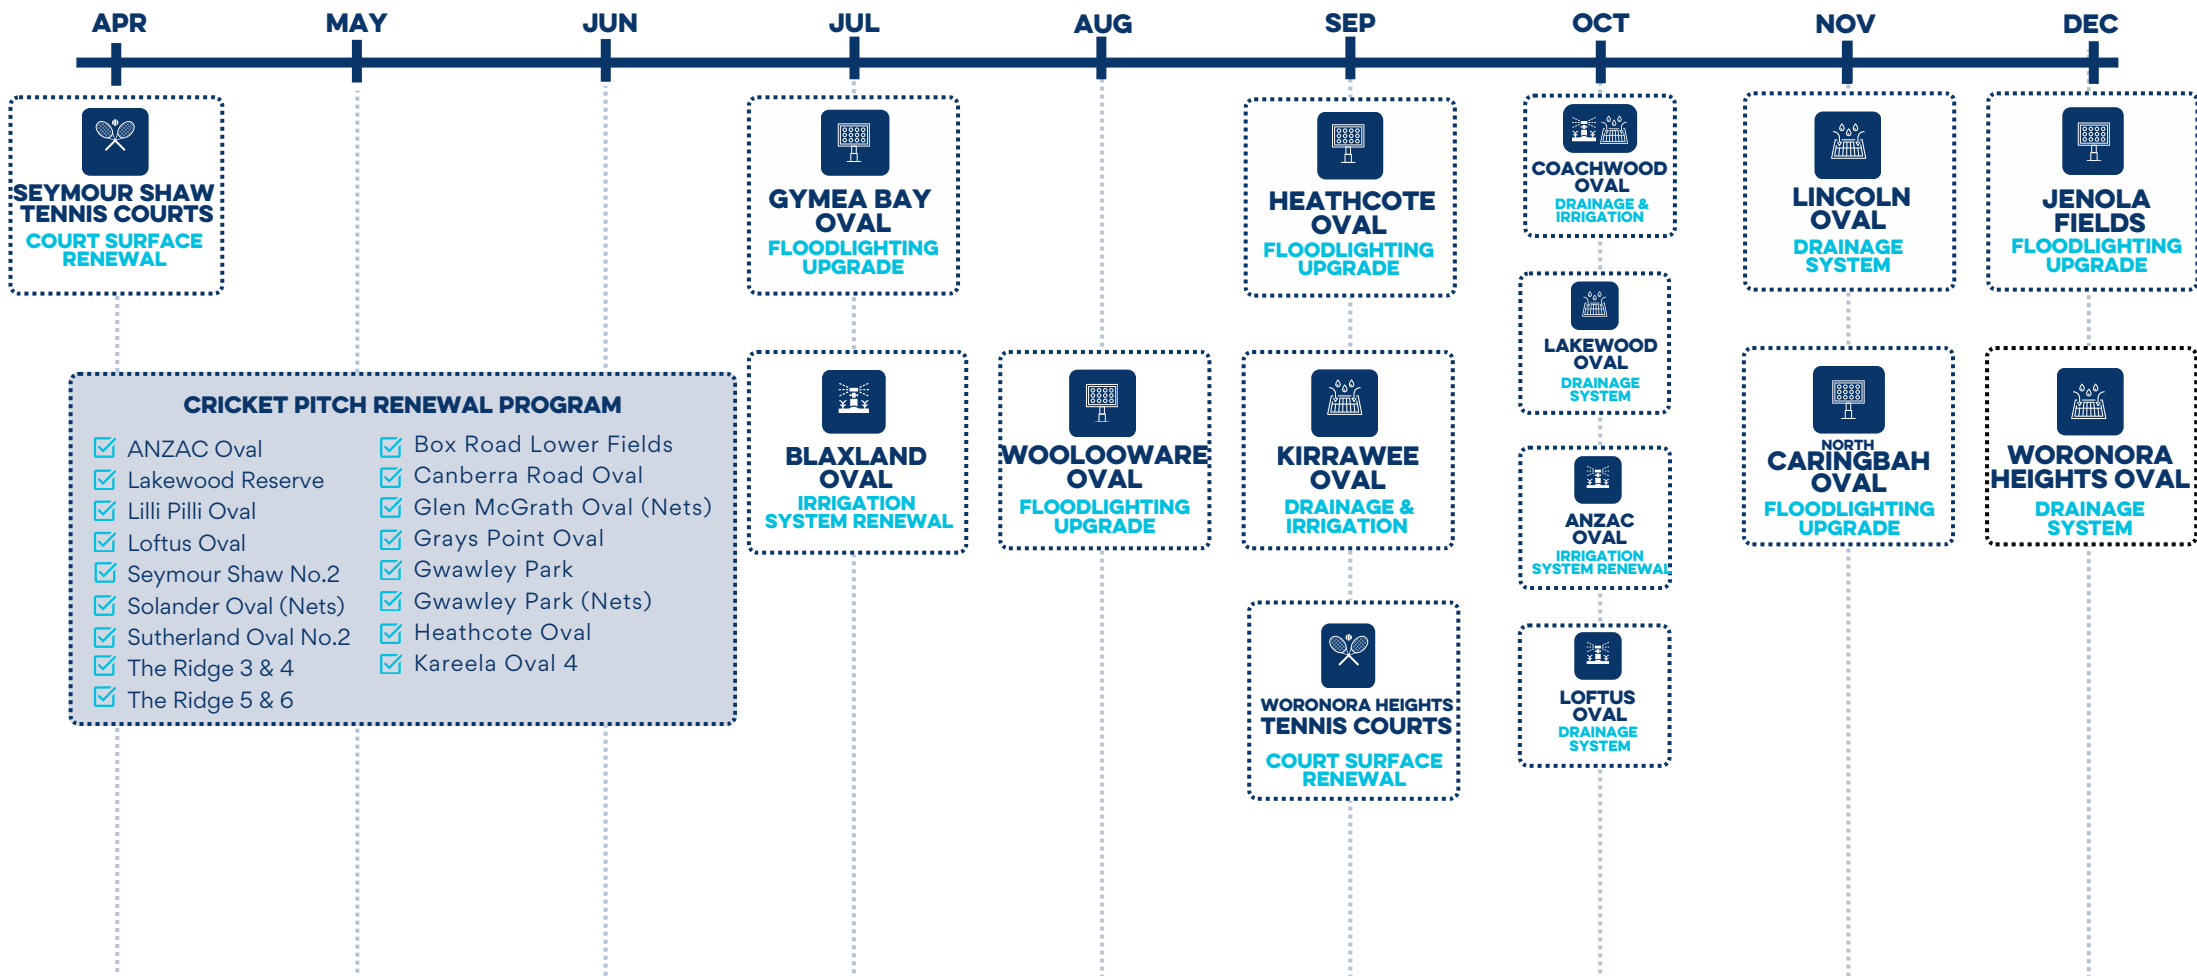 APR
MAY
JUN
JUL
AUG
SEP
OCT
NOV
DEC
SEYMOUR SHAW
TENNIS COURTS
COURT SURFACE
RENEWAL
CRICKET PITCH RENEWAL PROGRAM
ANZAC Oval
Lakewood Reserve
Lilli Pilli Oval
Loftus Oval
Seymour Shaw No.2
Solander Oval (Nets)
Sutherland Oval No.2
The Ridge 3 & 4
The Ridge 5 & 6
Box Road Lower Fields
Canberra Road Oval
Glen McGrath Oval (Nets)
Grays Point Oval
Gwawley Park
Gwawley Park (Nets)
Heathcote Oval
Kareela Oval 4
GYMEA BAY
OVAL
FLOODLIGHTING
UPGRADE
BLAXLAND
OVAL
IRRIGATION
SYSTEM RENEWAL
WOOLOOWARE
OVAL
FLOODLIGHTING
UPGRADE
HEATHCOTE
OVAL
FLOODLIGHTING
UPGRADE
KIRRAWEE
OVAL
DRAINAGE &
IRRIGATION
WORONORA HEIGHTS
TENNIS COURTS
COURT SURFACE
RENEWAL
COACHWOOD
OVAL
DRAINAGE &
IRRIGATION
LAKEWOOD
OVAL
DRAINAGE
SYSTEM
ANZAC
OVAL
IRRIGATION
SYSTEM RENEWAL
LOFTUS
OVAL
DRAINAGE
SYSTEM
LINCOLN
OVAL
DRAINAGE
SYSTEM
NORTH
CARINGBAH
OVAL
FLOODLIGHTING
UPGRADE
JENOLA
FIELDS
FLOODLIGHTING
UPGRADE
WORONORA
HEIGHTS OVAL
DRAINAGE
SYSTEM